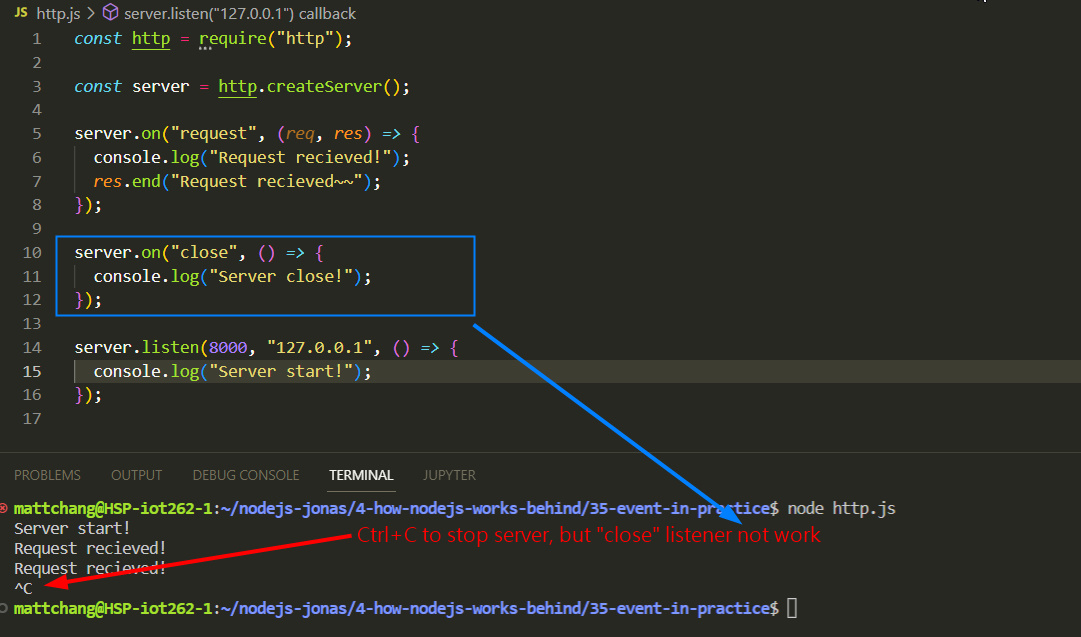 JS http.js > server.listen("127.0.0.1") callback
1 const http = require("http");
2
3 const server = http.createServer();
4
5 server.on("request", (req, res) => {
6 console.log("Request recieved!");
7 res.end("Request recieved~~");
8 });
9
10 server.on("close", () => {
11 console.log("Server close!");
12 });
13
14 server.listen(8000, "127.0.0.1", () => {
15 console.log("Server start!");
16 });
17
PROBLEMS OUTPUT DEBUG CONSOLE TERMINAL JUPYTER
mattchang@HSP-iot262-1:~/nodejs-jonas/4-how-nodejs-works-behind/35-event-in-practice$ node http.js
Server start!
Ctrl+C to stop server, but "close" listener not work
Request recieved!
Request recieved!
^C
mattchang@HSP-iot262-1:~/nodejs-jonas/4-how-nodejs-works-behind/35-event-in-practice$